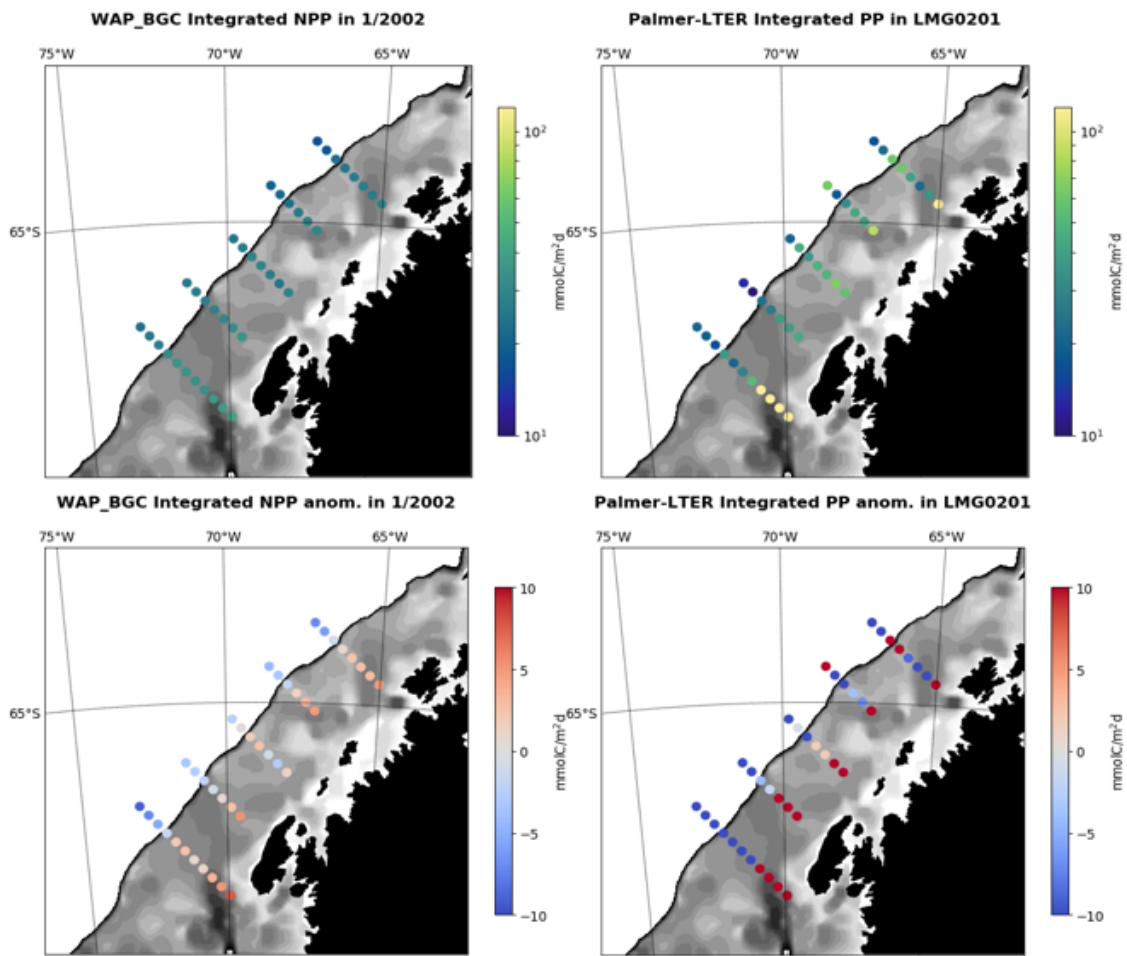 WAP_BGC Integrated NPP in 1/2002
Palmer-LTER Integrated PP in LMG0201
75°W 70°W 65°W
75°W 70°W 65°W
10²
10²
65°S
65°S
mmolC/m²d
mmolC/m²d
10¹
10¹
WAP_BGC Integrated NPP anom. in 1/2002
Palmer-LTER Integrated PP anom. in LMG0201
75°W 70°W 65°W
75°W 70°W 65°W
10
10
5
5
65°S
65°S
0
0
mmolC/m²d
mmolC/m²d
−5
−5
−10
−10